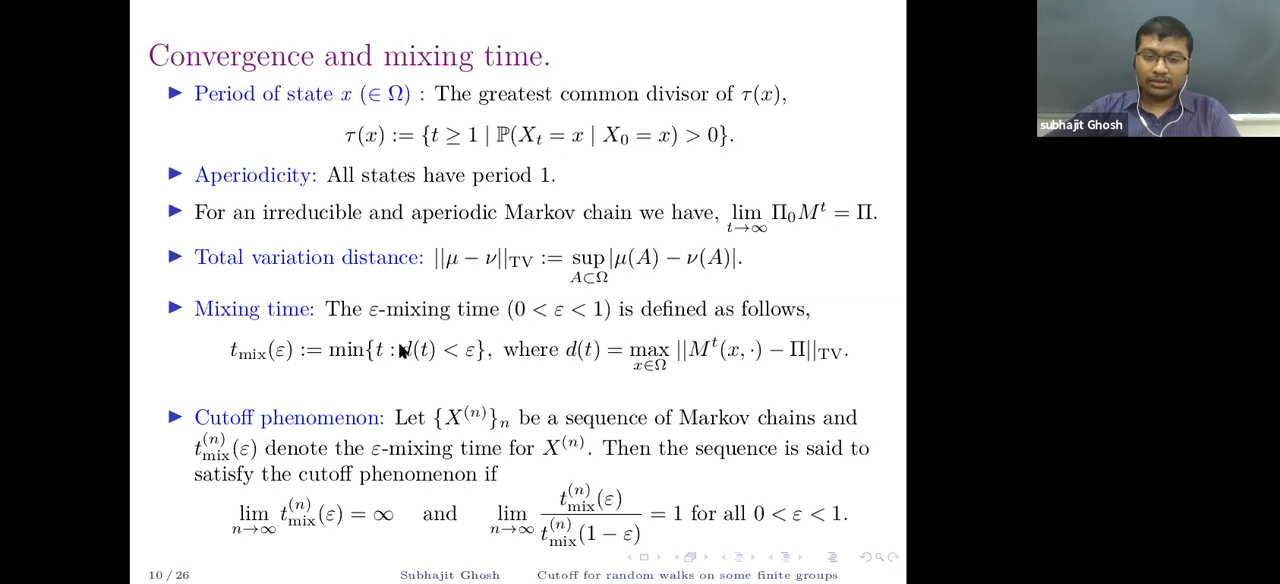 Convergence and mixing time.
▶ Period of state x (∈ Ω) : The greatest common divisor of τ(x),
τ(x) := {t ≥ 1 | ℙ(X_t = x | X_0 = x) > 0}.
▶ Aperiodicity: All states have period 1.
▶ For an irreducible and aperiodic Markov chain we have, lim_{t→∞} Π_0 M^t = Π.
▶ Total variation distance: ||μ − ν||_TV := sup_{A⊂Ω} |μ(A) − ν(A)|.
▶ Mixing time: The ε-mixing time (0 < ε < 1) is defined as follows,
t_mix(ε) := min{t : d(t) < ε}, where d(t) = max_{x∈Ω} ||M^t(x, ·) − Π||_TV.
▶ Cutoff phenomenon: Let {X^(n)}_n be a sequence of Markov chains and
t_mix^(n)(ε) denote the ε-mixing time for X^(n). Then the sequence is said to
satisfy the cutoff phenomenon if
lim_{n→∞} t_mix^(n)(ε) = ∞ and lim_{n→∞} t_mix^(n)(ε) / t_mix^(n)(1 − ε) = 1 for all 0 < ε < 1.
10 / 26 Subhajit Ghosh Cutoff for random walks on some finite groups
subhajit Ghosh